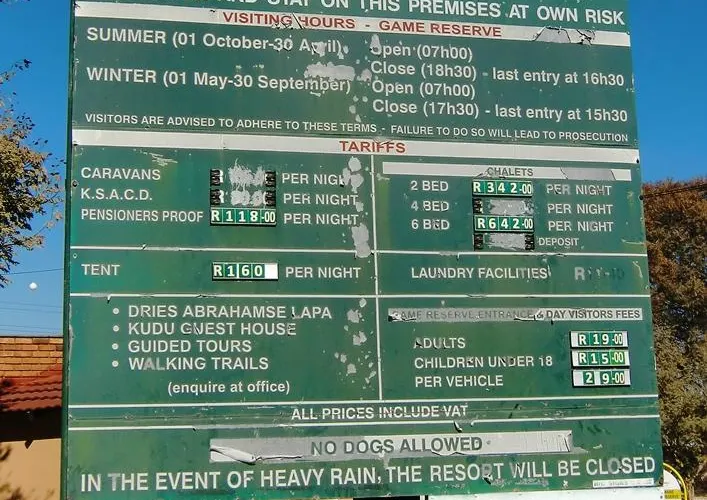 AND STAY ON THIS PREMISES AT OWN RISK
VISITING HOURS - GAME RESERVE
SUMMER (01 October-30 April) Open (07h00)
Close (18h30) - last entry at 16h30
WINTER (01 May-30 September) Open (07h00)
Close (17h30) - last entry at 15h30
VISITORS ARE ADVISED TO ADHERE TO THESE TERMS - FAILURE TO DO SO WILL LEAD TO PROSECUTION
TARIFFS
CARAVANS PER NIGHT
K.S.A.C.D. PER NIGHT
PENSIONERS PROOF R118-00 PER NIGHT
CHALETS
2 BED R342-00 PER NIGHT
4 BED PER NIGHT
6 BED R642-00 PER NIGHT
DEPOSIT
TENT R160 PER NIGHT
LAUNDRY FACILITIES
• DRIES ABRAHAMSE LAPA
• KUDU GUEST HOUSE
• GUIDED TOURS
• WALKING TRAILS
(enquire at office)
GAME RESERVE ENTRANCE & DAY VISITORS FEES
ADULTS R19-00
CHILDREN UNDER 18 R15-00
PER VEHICLE 29-00
ALL PRICES INCLUDE VAT
NO DOGS ALLOWED
IN THE EVENT OF HEAVY RAIN, THE RESORT WILL BE CLOSED